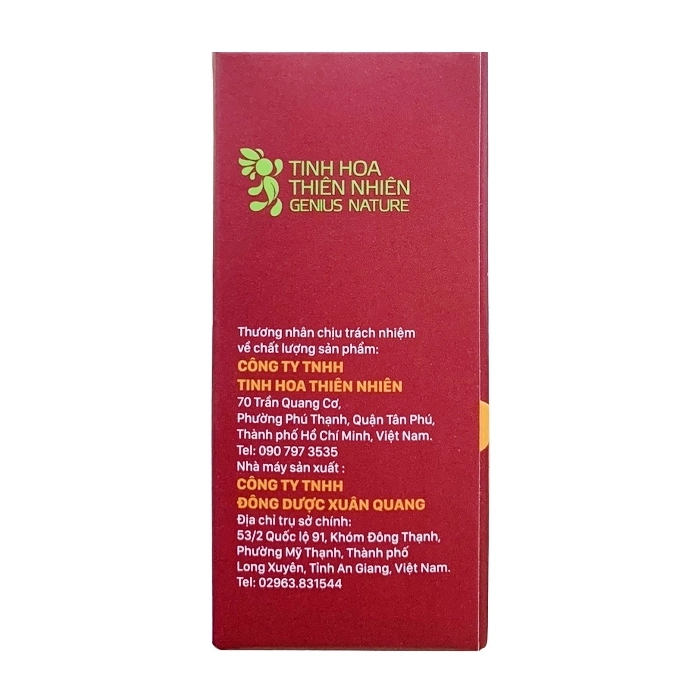 TINH HOA
THIÊN NHIÊN
GENIUS NATURE
Thương nhân chịu trách nhiệm
về chất lượng sản phẩm:
CÔNG TY TNHH
TINH HOA THIÊN NHIÊN
70 Trần Quang Cơ,
Phường Phú Thạnh, Quận Tân Phú,
Thành phố Hồ Chí Minh, Việt Nam.
Tel: 090 797 3535
Nhà máy sản xuất :
CÔNG TY TNHH
ĐÔNG DƯỢC XUÂN QUANG
Địa chỉ trụ sở chính:
53/2 Quốc lộ 91, Khóm Đông Thạnh,
Phường Mỹ Thạnh, Thành phố
Long Xuyên, Tỉnh An Giang, Việt Nam.
Tel: 02963.831544